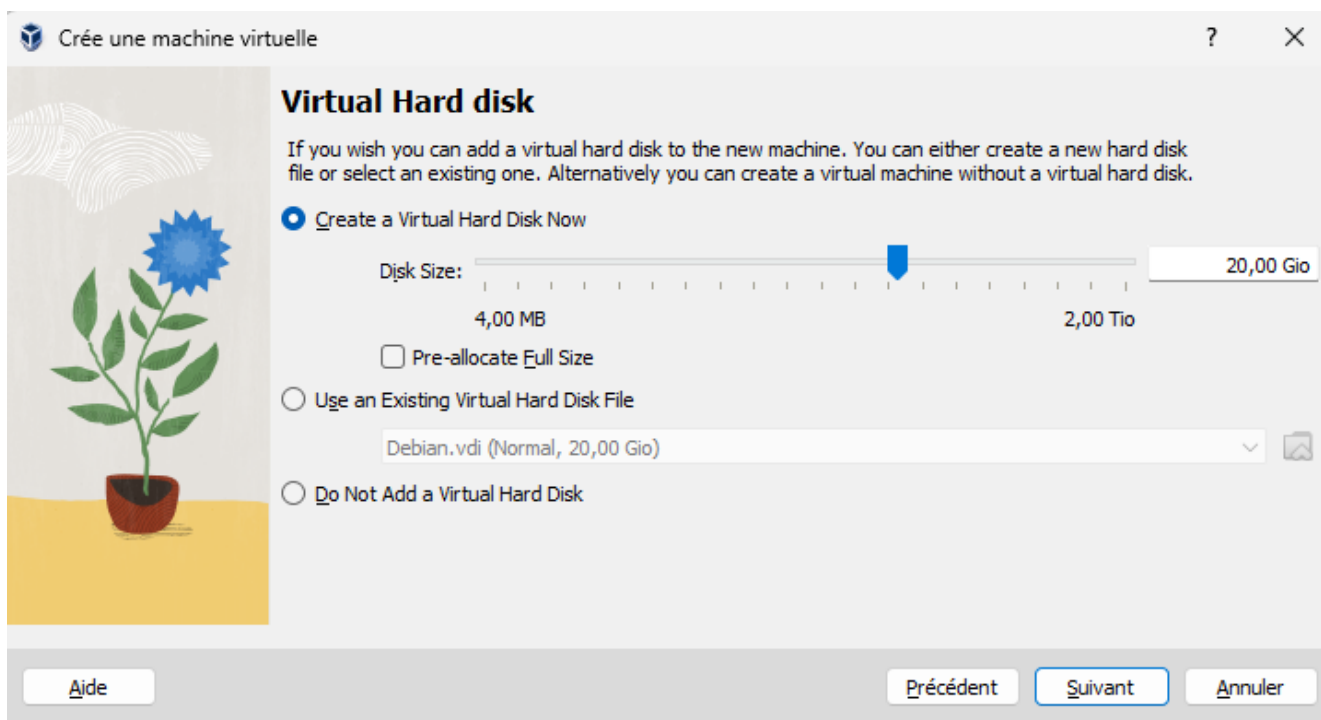 Crée une machine virtuelle
?
Virtual Hard disk
If you wish you can add a virtual hard disk to the new machine. You can either create a new hard disk
file or select an existing one. Alternatively you can create a virtual machine without a virtual hard disk.
Create a Virtual Hard Disk Now
Disk Size:
20,00 Gio
4,00 MB
2,00 Tio
Pre-allocate Full Size
Use an Existing Virtual Hard Disk File
Debian.vdi (Normal, 20,00 Gio)
Do Not Add a Virtual Hard Disk
Aide
Précédent
Suivant
Annuler